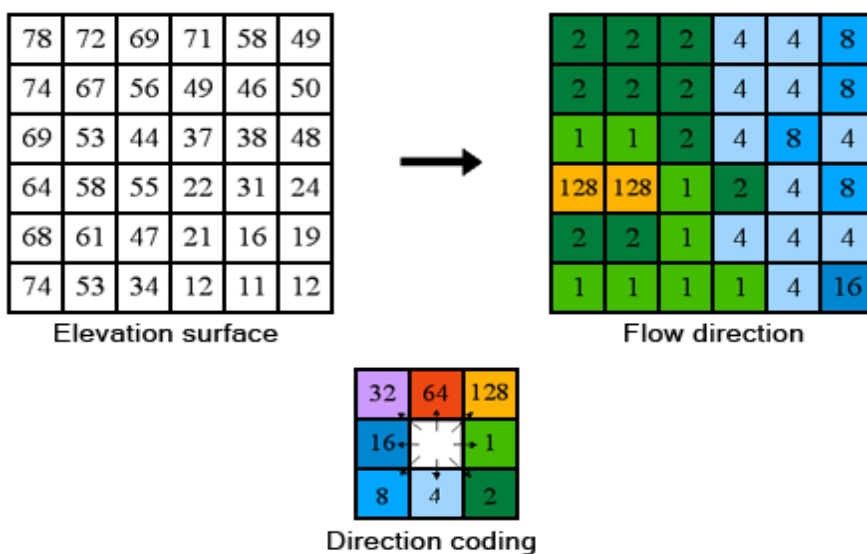 78 72 69 71 58 49 2 2 2 4 4 8
74 67 56 49 46 50 2 2 2 4 4 8
69 53 44 37 38 48 1 1 2 4 8 4
64 58 55 22 31 24 128 128 1 2 4 8
68 61 47 21 16 19 2 2 1 4 4 4
74 53 34 12 11 12 1 1 1 1 4 16
Elevation surface Flow direction
32 64 128
16 1
8 4 2
Direction coding